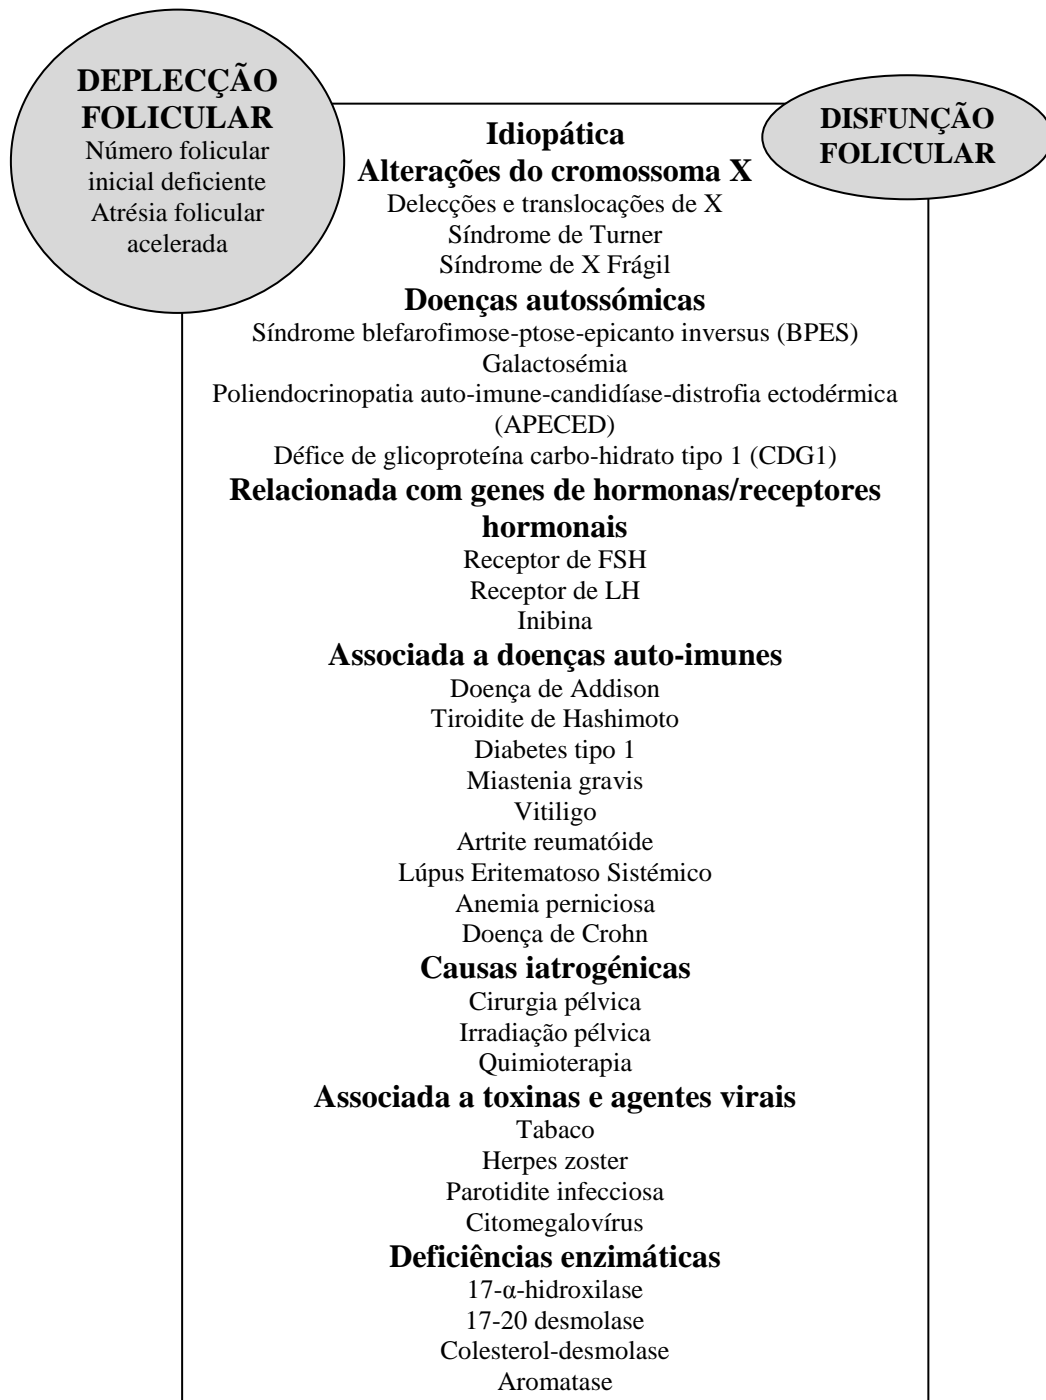 DEPLECÇÃO
FOLICULAR
Número folicular
inicial deficiente
Atrésia folicular
acelerada
DISFUNÇÃO
FOLICULAR
Idiopática
Alterações do cromossoma X
Delecções e translocações de X
Síndrome de Turner
Síndrome de X Frágil
Doenças autossómicas
Síndrome blefarofimose-ptose-epicanto inversus (BPES)
Galactosémia
Poliendocrinopatia auto-imune-candidíase-distrofia ectodérmica
(APECED)
Défice de glicoproteína carbo-hidrato tipo 1 (CDG1)
Relacionada com genes de hormonas/receptores
hormonais
Receptor de FSH
Receptor de LH
Inibina
Associada a doenças auto-imunes
Doença de Addison
Tiroidite de Hashimoto
Diabetes tipo 1
Miastenia gravis
Vitiligo
Artrite reumatóide
Lúpus Eritematoso Sistémico
Anemia perniciosa
Doença de Crohn
Causas iatrogénicas
Cirurgia pélvica
Irradiação pélvica
Quimioterapia
Associada a toxinas e agentes virais
Tabaco
Herpes zoster
Parotidite infecciosa
Citomegalovírus
Deficiências enzimáticas
17-α-hidroxilase
17-20 desmolase
Colesterol-desmolase
Aromatase